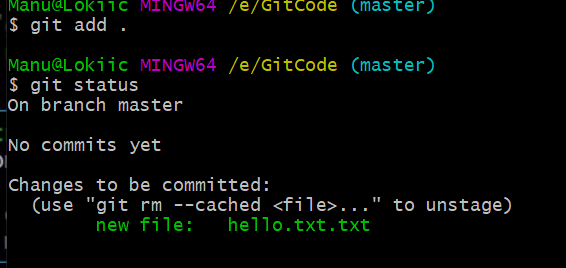 Manu@Lokiic MINGW64 /e/GitCode (master)
$ git add .
Manu@Lokiic MINGW64 /e/GitCode (master)
$ git status
On branch master
No commits yet
Changes to be committed:
(use "git rm --cached <file>..." to unstage)
new file: hello.txt.txt